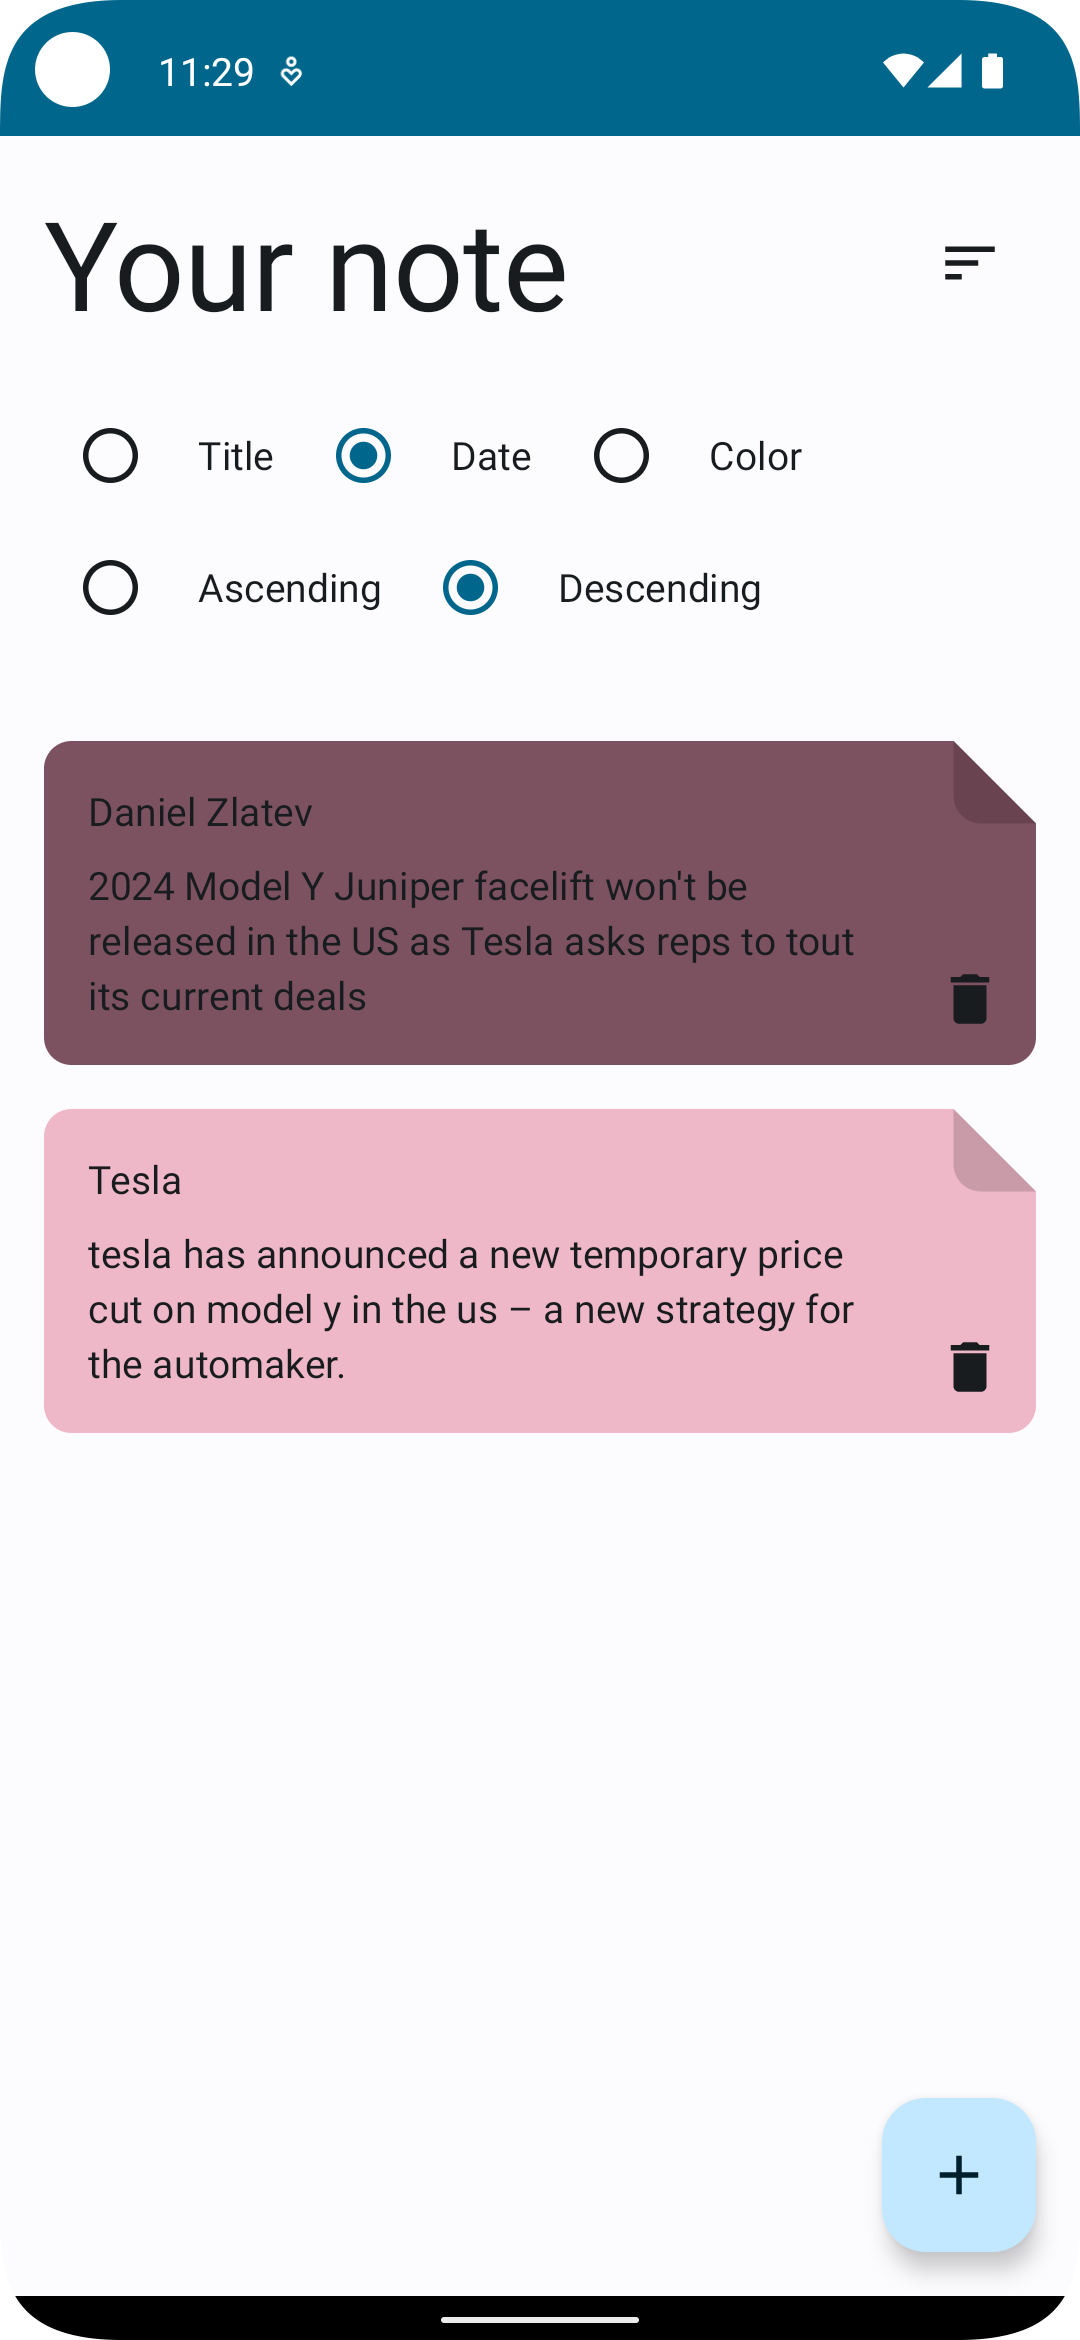 11:29
Your note
Title Date Color
Ascending Descending
Daniel Zlatev
2024 Model Y Juniper facelift won't be
released in the US as Tesla asks reps to tout
its current deals
Tesla
tesla has announced a new temporary price
cut on model y in the us – a new strategy for
the automaker.